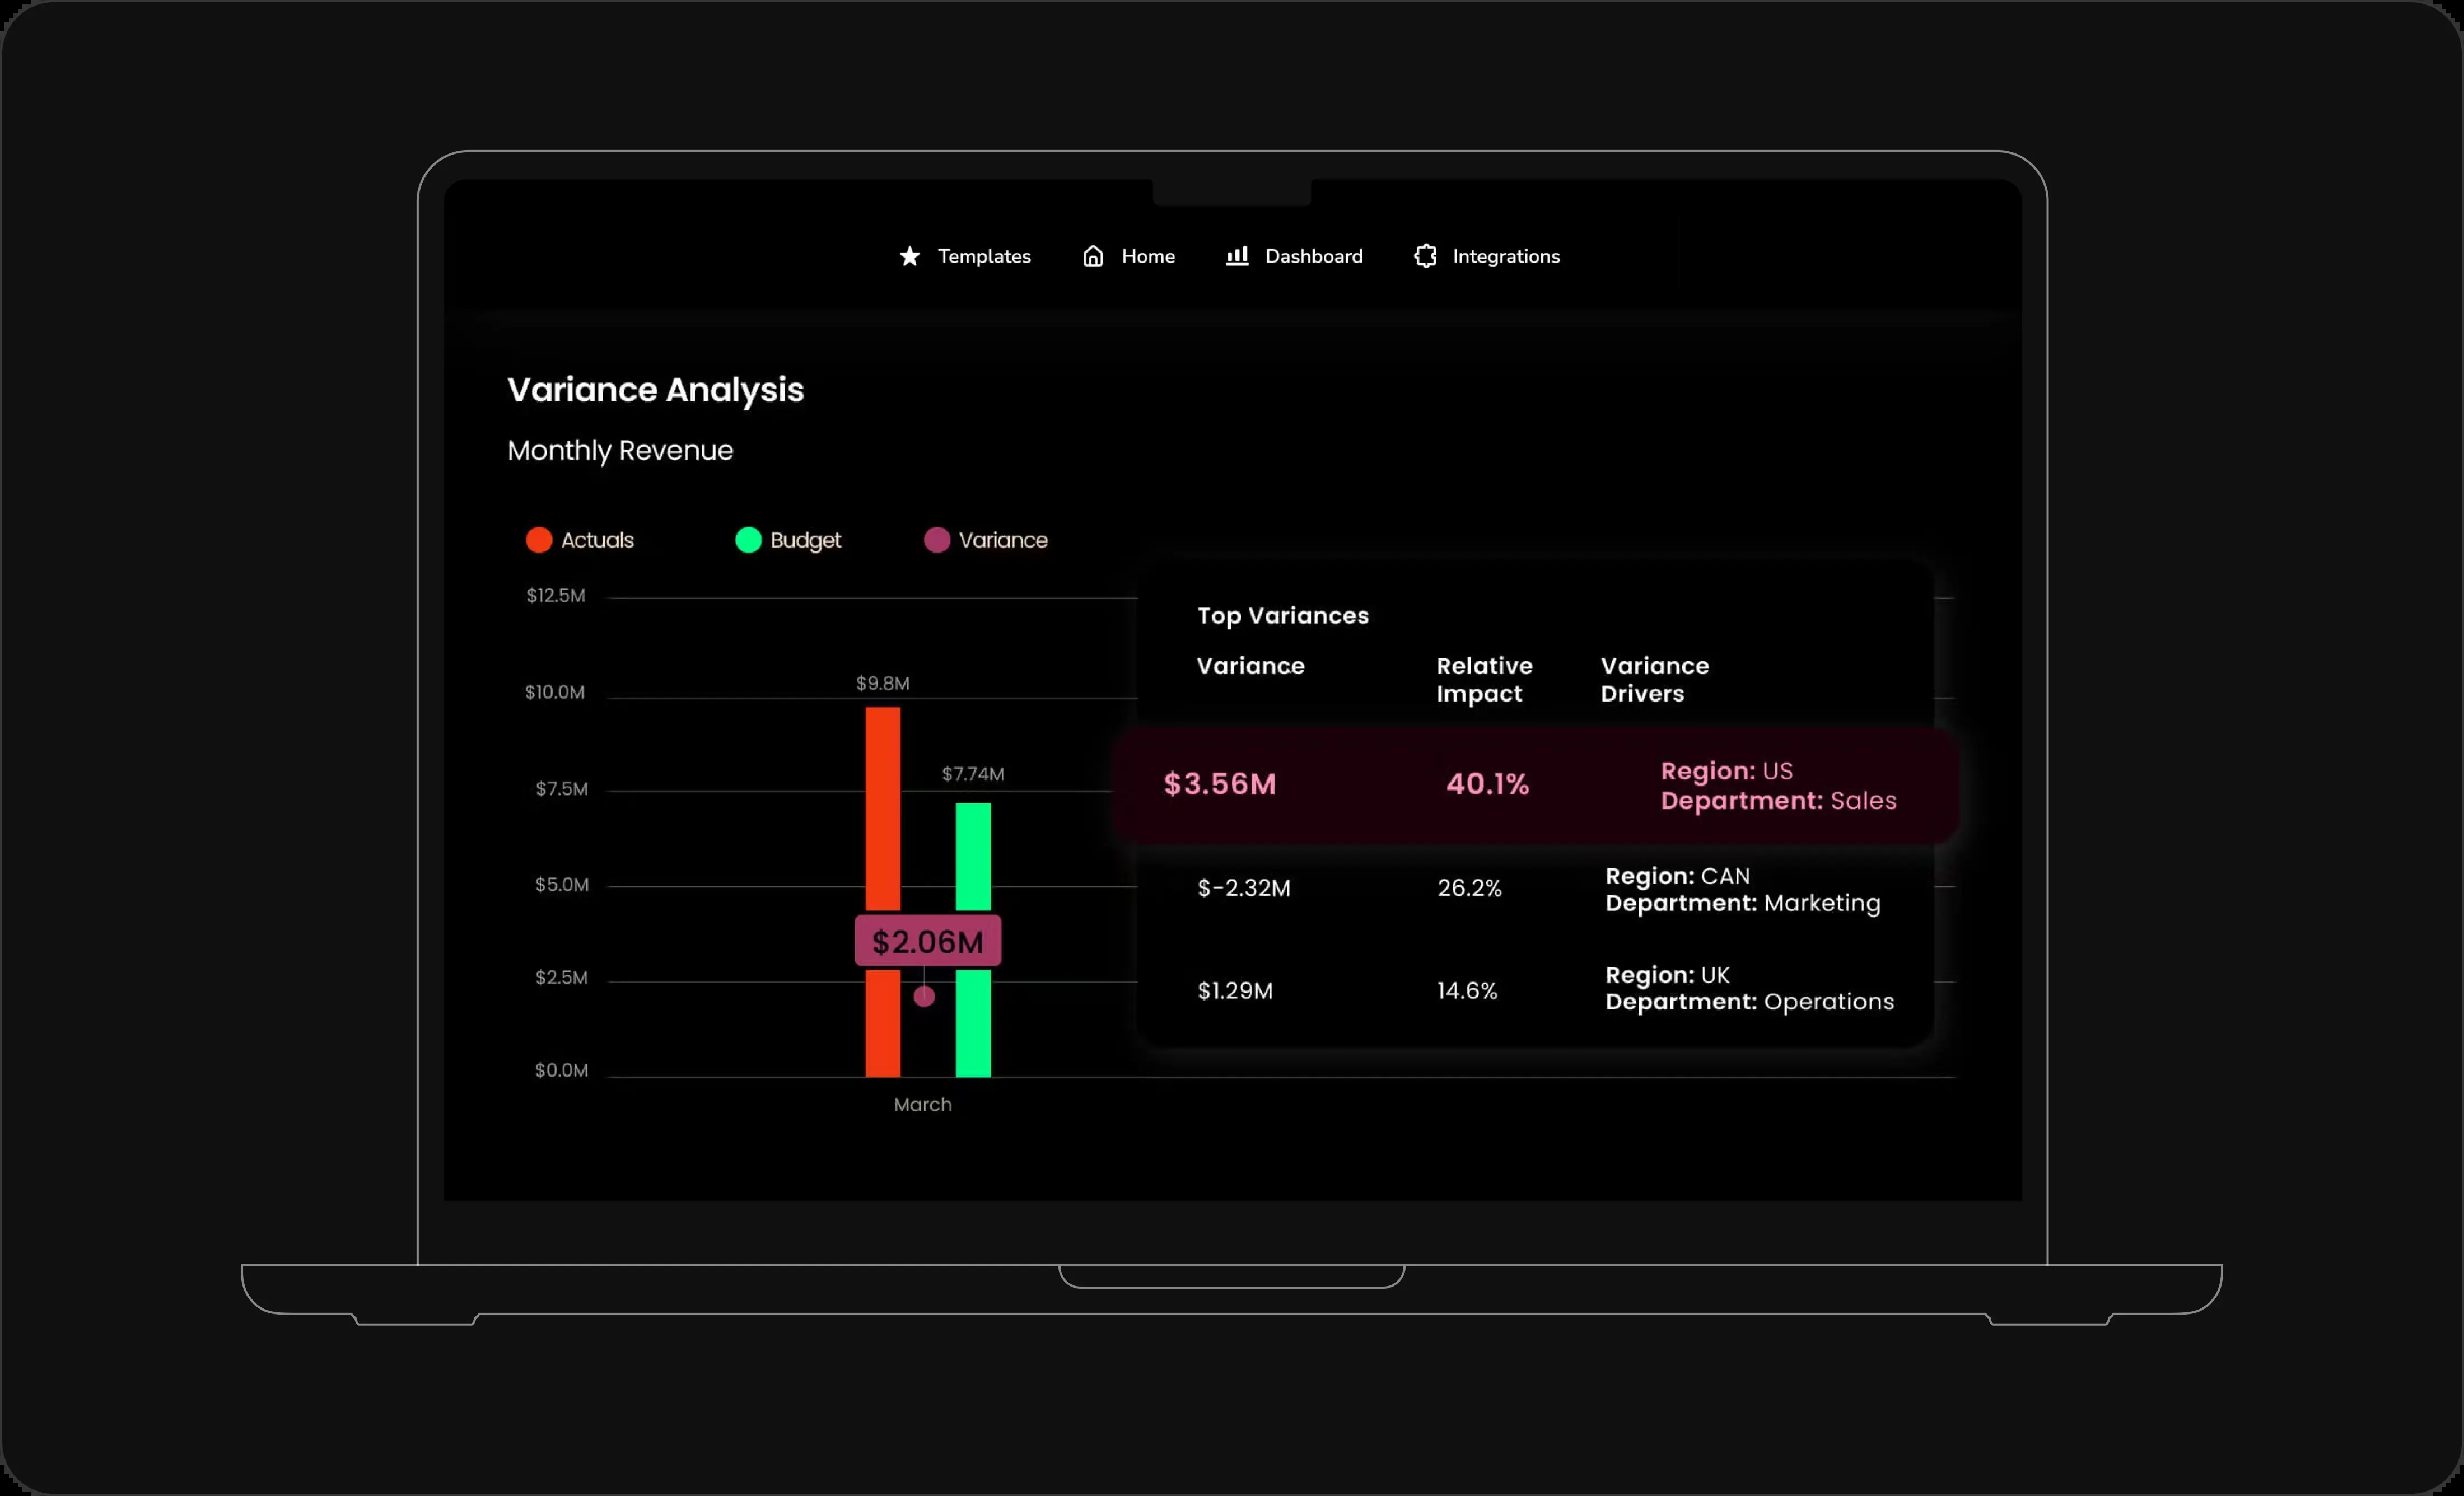 Templates Home Dashboard Integrations
Variance Analysis
Monthly Revenue
Actuals Budget Variance
$12.5M
$10.0M
$7.5M
$5.0M
$2.5M
$0.0M
$9.8M
$7.74M
$2.06M
March
Top Variances
Variance Relative Impact Variance Drivers
$3.56M 40.1% Region: US
Department: Sales
$-2.32M 26.2% Region: CAN
Department: Marketing
$1.29M 14.6% Region: UK
Department: Operations